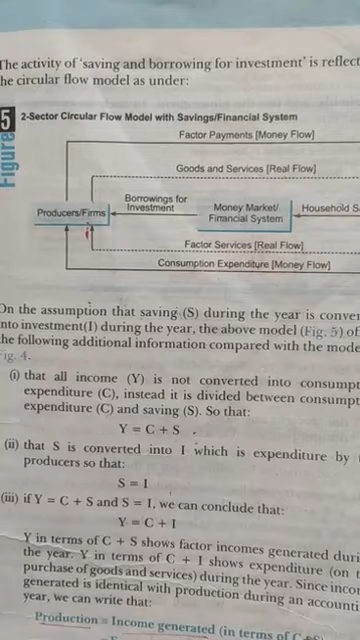 The activity of 'saving and borrowing for investment' is reflect
he circular flow model as under:
Figure 5
2-Sector Circular Flow Model with Savings/Financial System
Factor Payments [Money Flow]
Goods and Services [Real Flow]
Borrowings for
Investment
Producers/Firms
Money Market/
Financial System
Household S
Factor Services [Real Flow]
Consumption Expenditure [Money Flow]
On the assumption that saving (S) during the year is conver
nto investment(I) during the year, the above model (Fig. 5) of
he following additional information compared with the mode
ig. 4.
(i) that all income (Y) is not converted into consumpt
expenditure (C), instead it is divided between consumpt
expenditure (C) and saving (S). So that:
Y = C + S .
(ii) that S is converted into I which is expenditure by
producers so that:
S = I
(iii) if Y = C + S and S = I, we can conclude that:
Y = C + I
Y in terms of C + S shows factor incomes generated duri
the year. Y in terms of C + I shows expenditure (on
purchase of goods and services) during the year. Since incor
generated is identical with production during an accounti
year, we can write that:
Production = Income generated (in terms of C